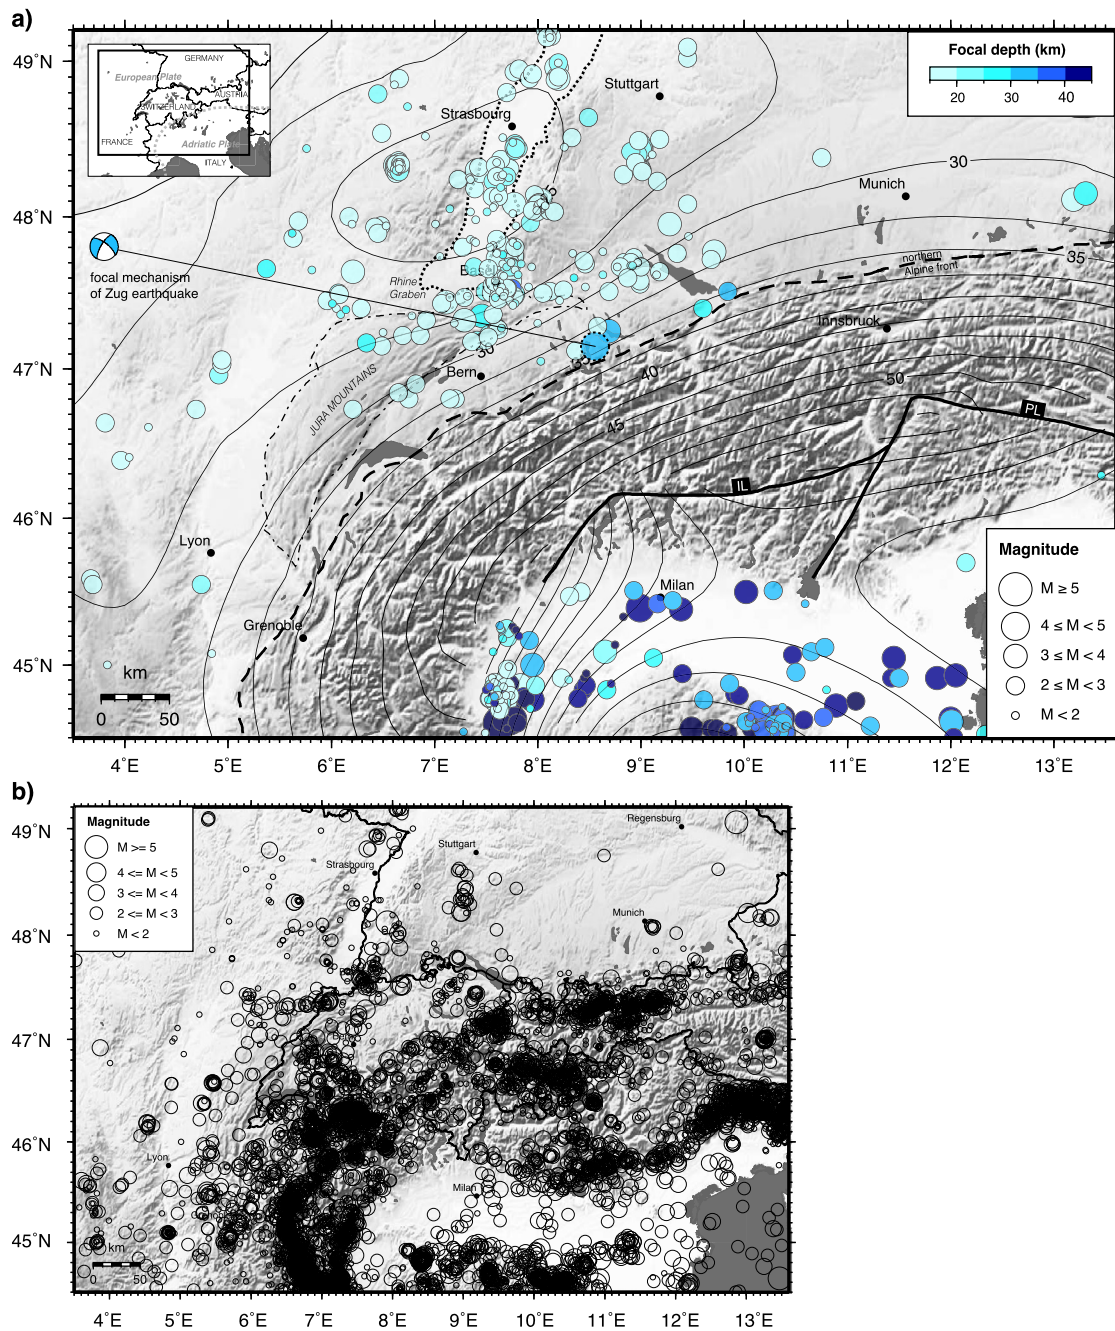 a)
49°N
48°N
47°N
46°N
45°N
GERMANY
European Plate
AUSTRIA
SWITZERLAND
FRANCE
Adriatic Plate
ITALY
Focal depth (km)
20 30 40
Stuttgart
Strasbourg
Munich
30
35
northern
Alpine front
focal mechanism
of Zug earthquake
Basel
Rhine
Graben
Innsbruck
30
Bern
40
50
JURA MOUNTAINS
45
PL
IL
Lyon
Milan
Grenoble
km
0 50
Magnitude
M ≥ 5
4 ≤ M < 5
3 ≤ M < 4
2 ≤ M < 3
M < 2
4°E 5°E 6°E 7°E 8°E 9°E 10°E 11°E 12°E 13°E
b)
49°N
48°N
47°N
46°N
45°N
Magnitude
M >= 5
4 <= M < 5
3 <= M < 4
2 <= M < 3
M < 2
Regensburg
Stuttgart
Strasbourg
Munich
Lyon
Milan
km
0 50
4°E 5°E 6°E 7°E 8°E 9°E 10°E 11°E 12°E 13°E